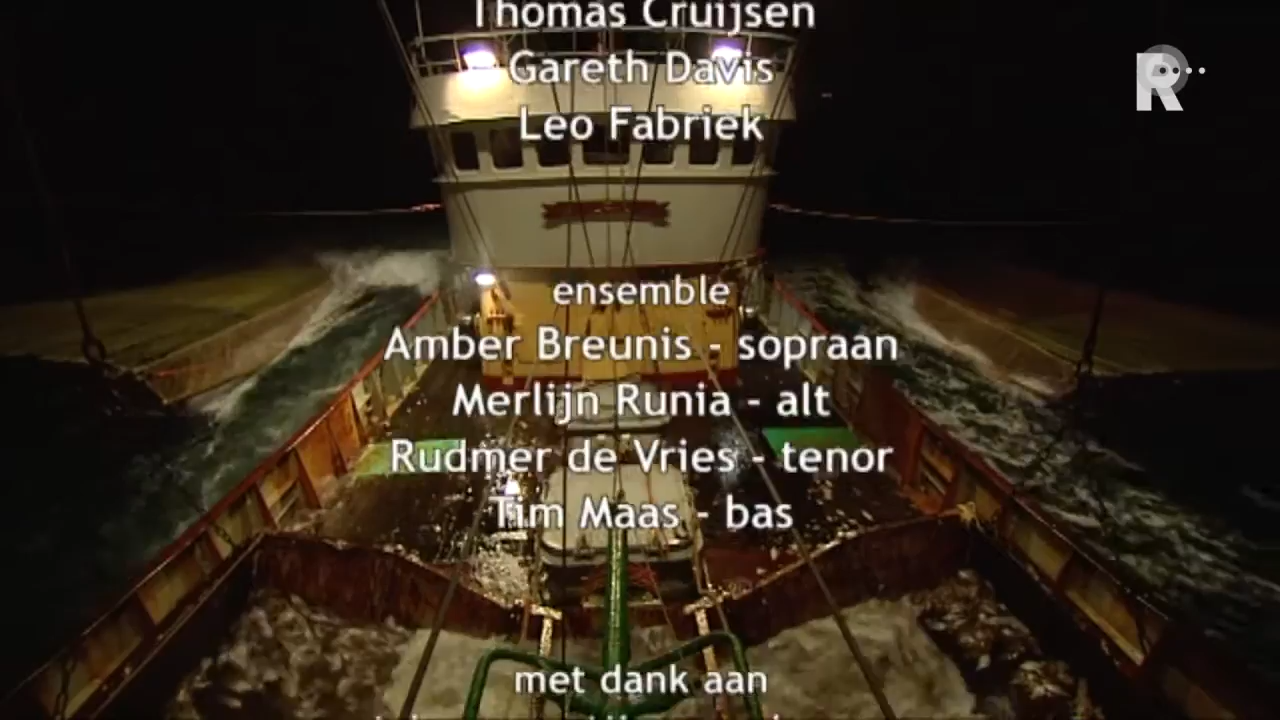 Thomas Cruijsen
R
Gareth Davis
Leo Fabriek
ensemble
Amber Breunis - sopraan
Merlijn Runia - alt
Rudmer de Vries - tenor
Tim Maas - bas
met dank aan